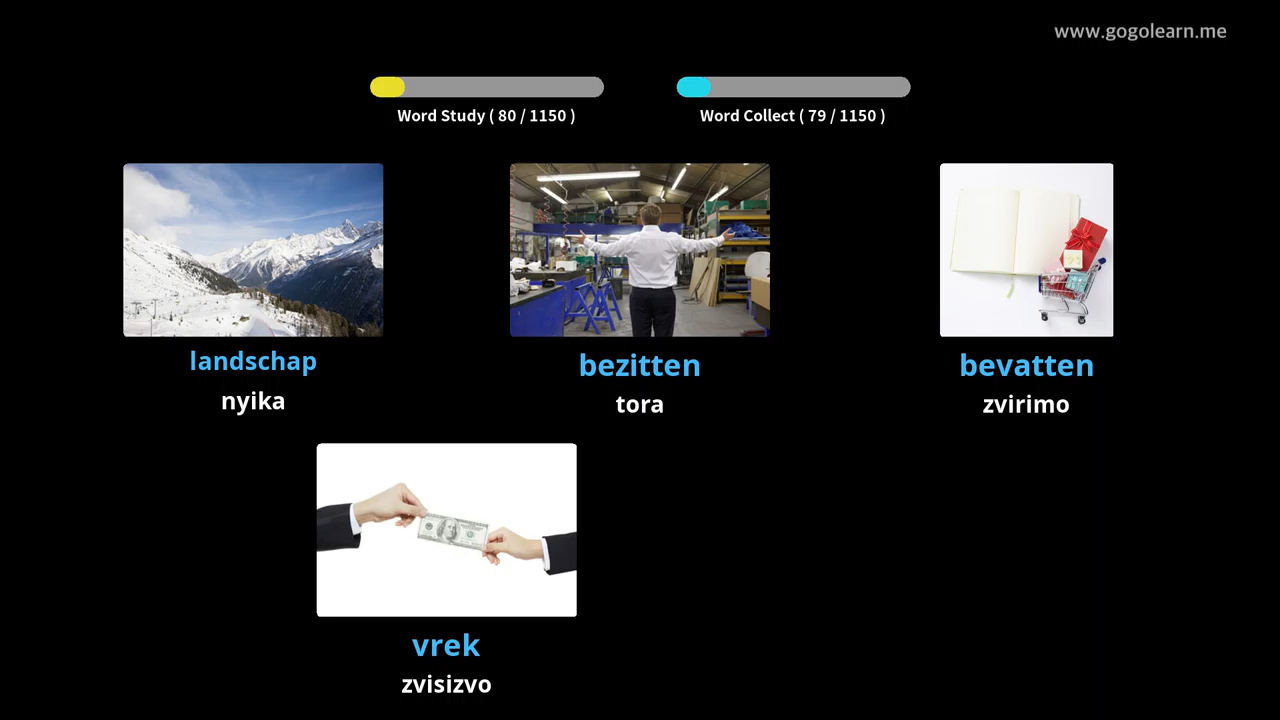 www.gogolearn.me
Word Study ( 80 / 1150 )
Word Collect ( 79 / 1150 )
landschap
nyika
bezitten
tora
bevatten
zvirimo
vrek
zvisizvo